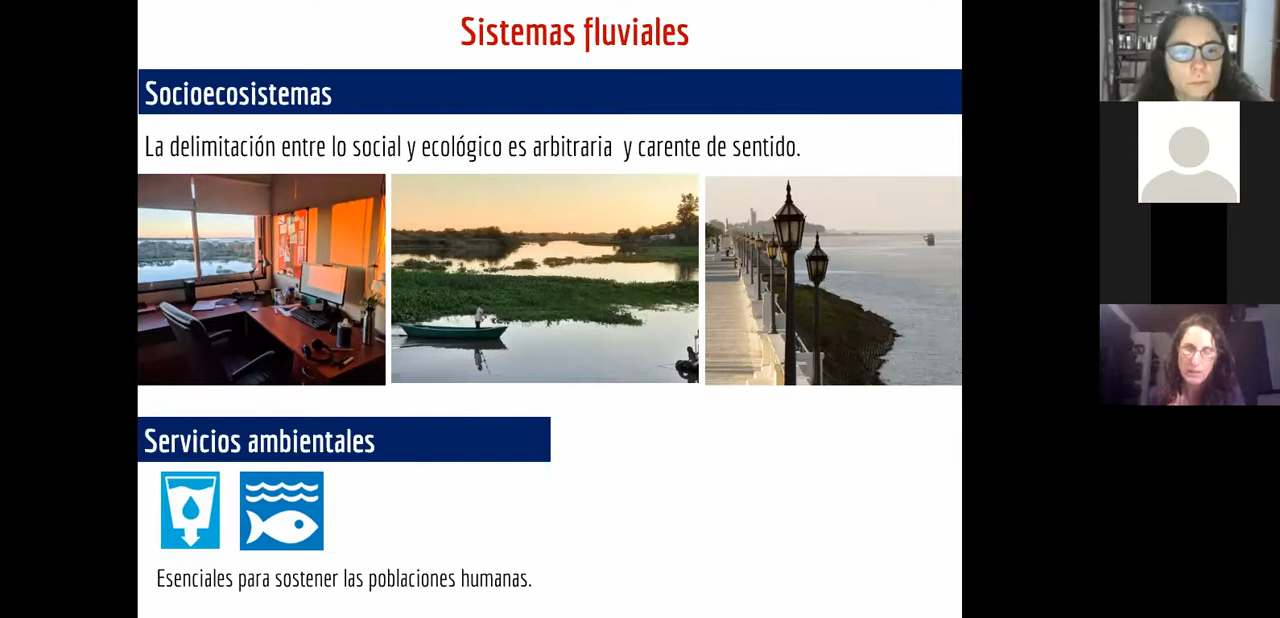 Sistemas fluviales
Socioecosistemas
La delimitación entre lo social y ecológico es arbitraria y carente de sentido.
Servicios ambientales
Esenciales para sostener las poblaciones humanas.